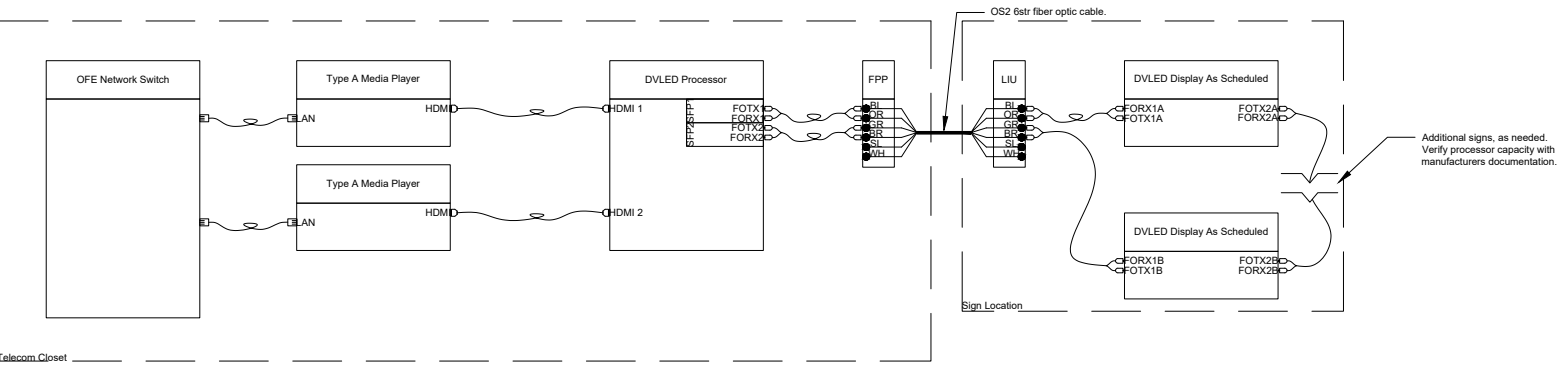 OS2 6str fiber optic cable.
OFE Network Switch
Type A Media Player
DVLED Processor
FPP
LIU
DVLED Display As Scheduled
LAN
HDMI
HDMI 1
SFP1
FOTX1
FORX1
SFP2
FOTX2
FORX2
BL
OR
GR
BR
SL
WH
BL
OR
GR
BR
SL
WH
FORX1A
FOTX1A
FOTX2A
FORX2A
Additional signs, as needed.
Verify processor capacity with
manufacturers documentation.
Type A Media Player
LAN
HDMI
HDMI 2
DVLED Display As Scheduled
FORX1B
FOTX1B
FOTX2B
FORX2B
Sign Location
Telecom Closet